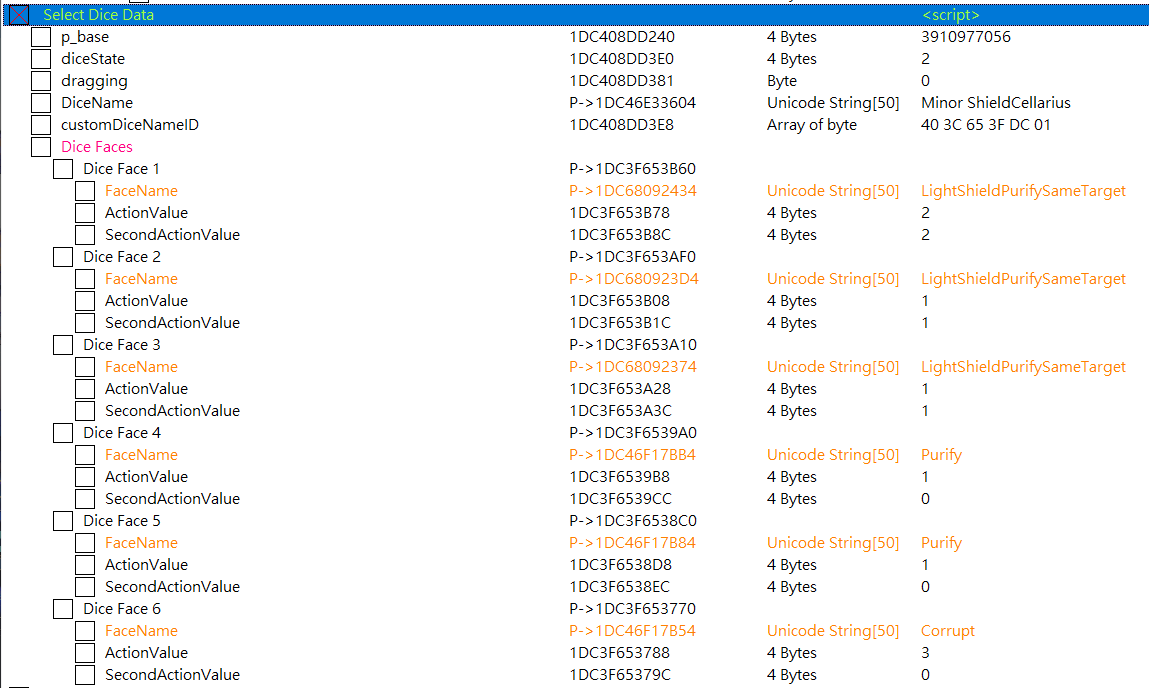 Select Dice Data <script>
p_base 1DC408DD240 4 Bytes 3910977056
diceState 1DC408DD3E0 4 Bytes 2
dragging 1DC408DD381 Byte 0
DiceName P->1DC46E33604 Unicode String[50] Minor ShieldCellarius
customDiceNameID 1DC408DD3E8 Array of byte 40 3C 65 3F DC 01
Dice Faces
Dice Face 1 P->1DC3F653B60
FaceName P->1DC68092434 Unicode String[50] LightShieldPurifySameTarget
ActionValue 1DC3F653B78 4 Bytes 2
SecondActionValue 1DC3F653B8C 4 Bytes 2
Dice Face 2 P->1DC3F653AF0
FaceName P->1DC680923D4 Unicode String[50] LightShieldPurifySameTarget
ActionValue 1DC3F653B08 4 Bytes 1
SecondActionValue 1DC3F653B1C 4 Bytes 1
Dice Face 3 P->1DC3F653A10
FaceName P->1DC68092374 Unicode String[50] LightShieldPurifySameTarget
ActionValue 1DC3F653A28 4 Bytes 1
SecondActionValue 1DC3F653A3C 4 Bytes 1
Dice Face 4 P->1DC3F6539A0
FaceName P->1DC46F17BB4 Unicode String[50] Purify
ActionValue 1DC3F6539B8 4 Bytes 1
SecondActionValue 1DC3F6539CC 4 Bytes 0
Dice Face 5 P->1DC3F6538C0
FaceName P->1DC46F17B84 Unicode String[50] Purify
ActionValue 1DC3F6538D8 4 Bytes 1
SecondActionValue 1DC3F6538EC 4 Bytes 0
Dice Face 6 P->1DC3F653770
FaceName P->1DC46F17B54 Unicode String[50] Corrupt
ActionValue 1DC3F653788 4 Bytes 3
SecondActionValue 1DC3F65379C 4 Bytes 0